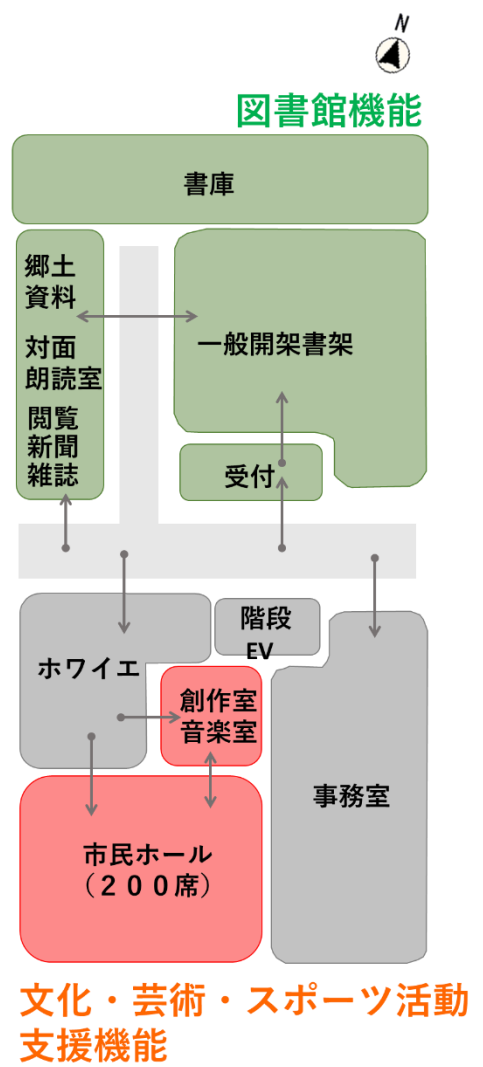 N
図書館機能
書庫
郷土
資料
対面
朗読室
閲覧
新聞
雑誌
一般開架書架
受付
階段
EV
ホワイエ
創作室
音楽室
事務室
市民ホール
（２００席）
文化・芸術・スポーツ活動
支援機能